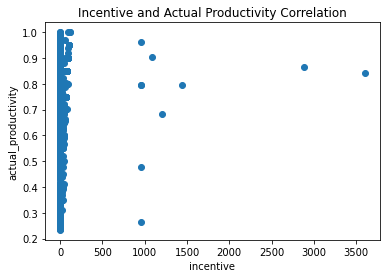 Incentive and Actual Productivity Correlation
1.0
0.9
0.8
0.7
0.6
0.5
0.4
0.3
0.2
actual_productivity
0 500 1000 1500 2000 2500 3000 3500
incentive